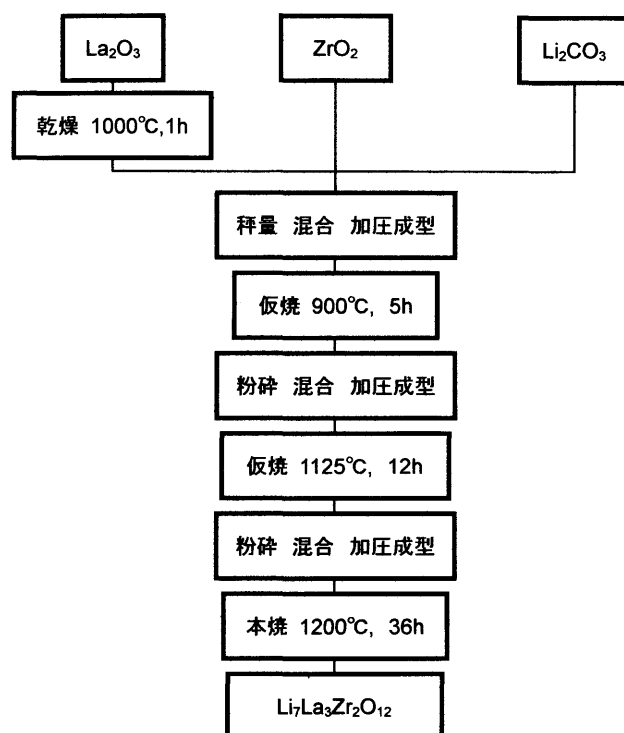 La₂O₃ ZrO₂ Li₂CO₃
乾燥 1000℃,1h
秤量 混合 加圧成型
仮焼 900℃, 5h
粉砕 混合 加圧成型
仮焼 1125℃, 12h
粉砕 混合 加圧成型
本焼 1200℃, 36h
Li₇La₃Zr₂O₁₂